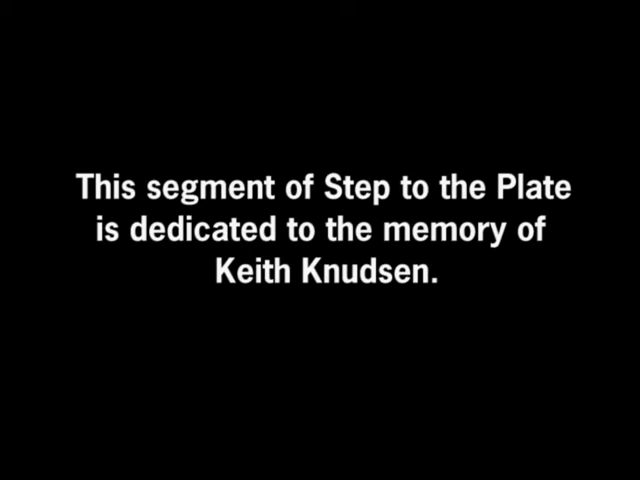 This segment of Step to the Plate
is dedicated to the memory of
Keith Knudsen.